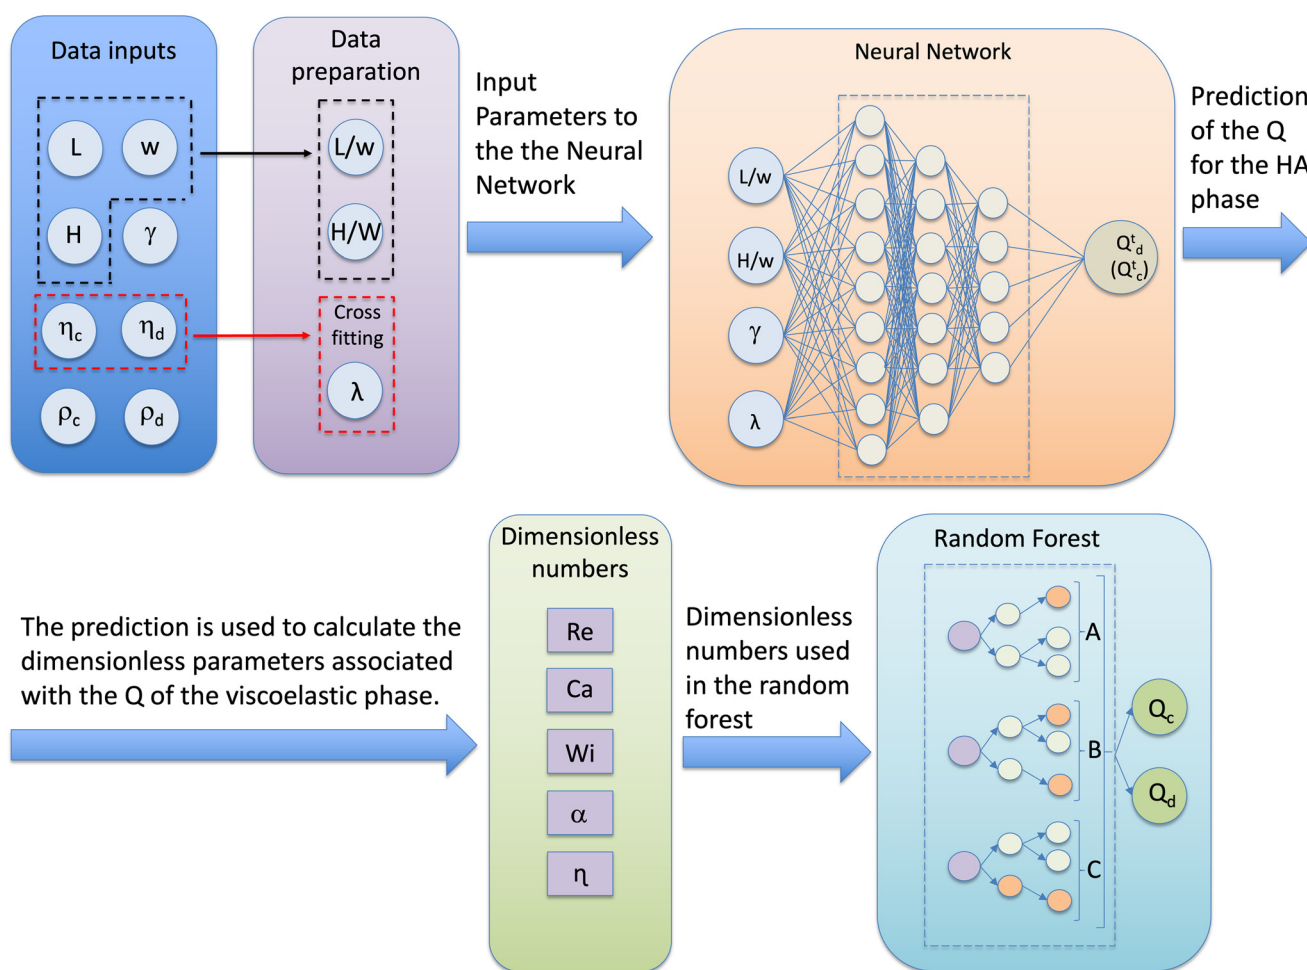 Data inputs
L
w
H
γ
ηc
ηd
ρc
ρd
Data
preparation
L/w
H/W
Cross
fitting
λ
Input
Parameters to
the the Neural
Network
Neural Network
L/w
H/w
γ
λ
Qtd
(Qtc)
Prediction
of the Q
for the HA
phase
The prediction is used to calculate the
dimensionless parameters associated
with the Q of the viscoelastic phase.
Dimensionless
numbers
Re
Ca
Wi
α
η
Dimensionless
numbers used
in the random
forest
Random Forest
A
B
C
Qc
Qd